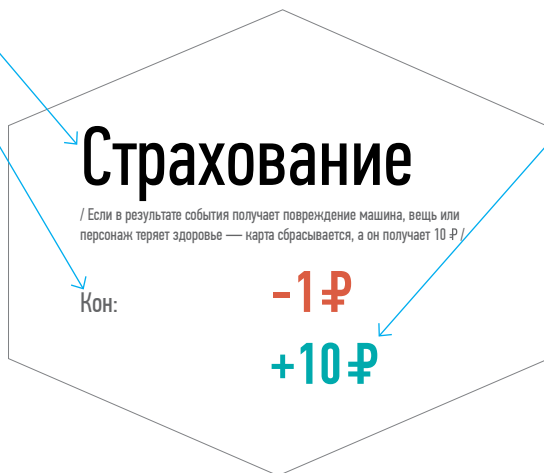 Страхование
/ Если в результате события получает повреждение машина, вещь или
персонаж теряет здоровье — карта сбрасывается, а он получает 10 ₽ /
Кон: -1 ₽
+10 ₽